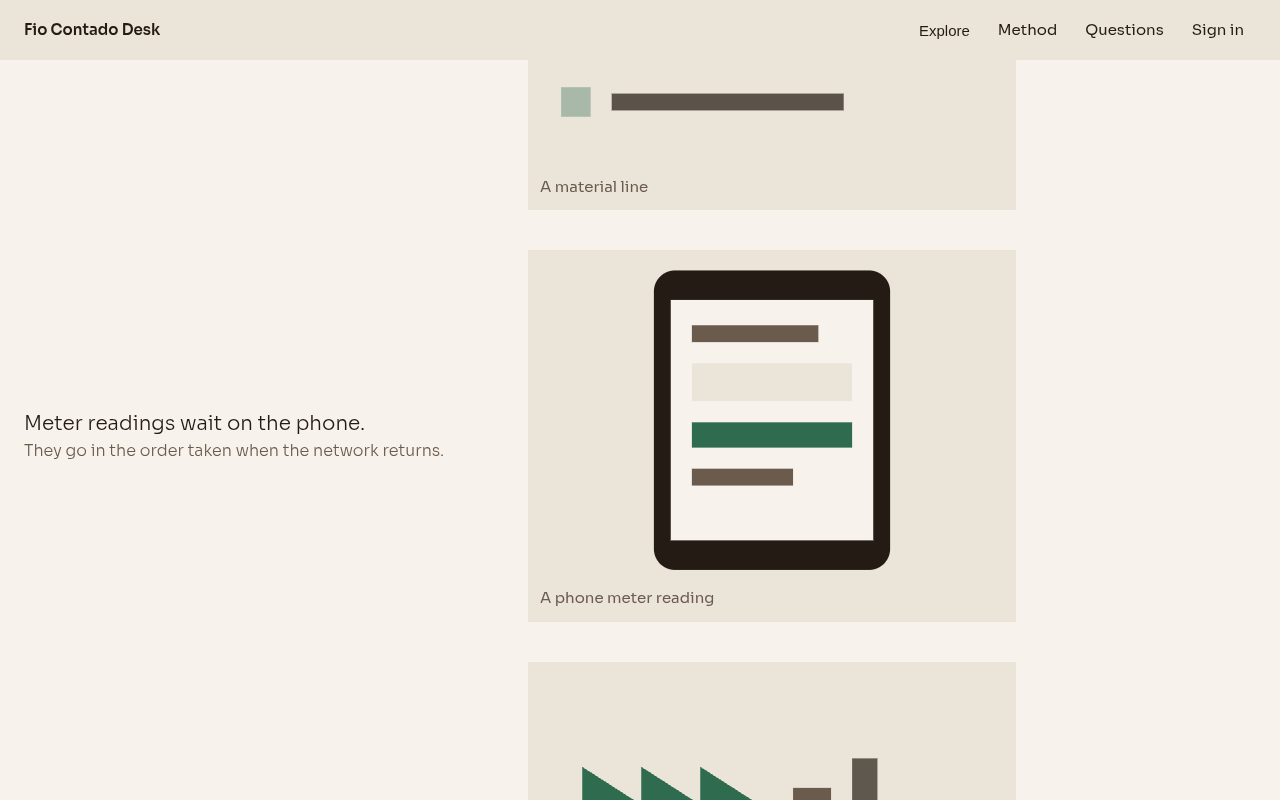 Fio Contado Desk
Explore
Method
Questions
Sign in
A material line
Meter readings wait on the phone.
They go in the order taken when the network returns.
A phone meter reading